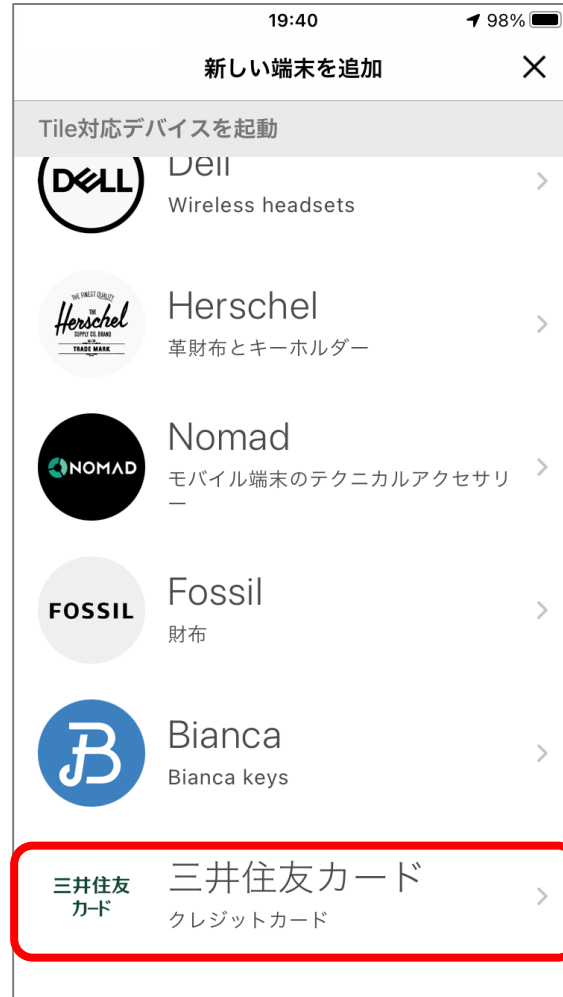 19:40
98%
新しい端末を追加
Tile対応デバイスを起動
DELL
Dell
Wireless headsets
THE FINEST QUALITY
THE
Herschel
SUPPLY CO. BRAND
TRADE MARK
Herschel
革財布とキーホルダー
NOMAD
Nomad
モバイル端末のテクニカルアクセサリ
ー
FOSSIL
Fossil
財布
B
Bianca
Bianca keys
三井住友
カード
三井住友カード
クレジットカード